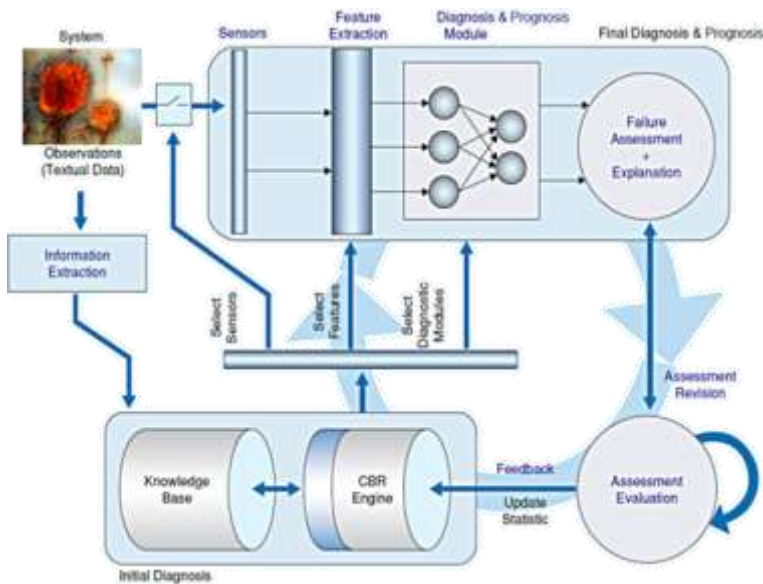 System
Sensors
Feature
Extraction
Diagnosis & Prognosis
Module
Final Diagnosis & Prognosis
Observations
(Textual Data)
Failure
Assessment
+
Explanation
Information
Extraction
Select
Sensors
Select
Features
Select
Diagnostic
Modules
Assessment
Revision
Knowledge
Base
CBR
Engine
Feedback
Update
Statistic
Assessment
Evaluation
Initial Diagnosis